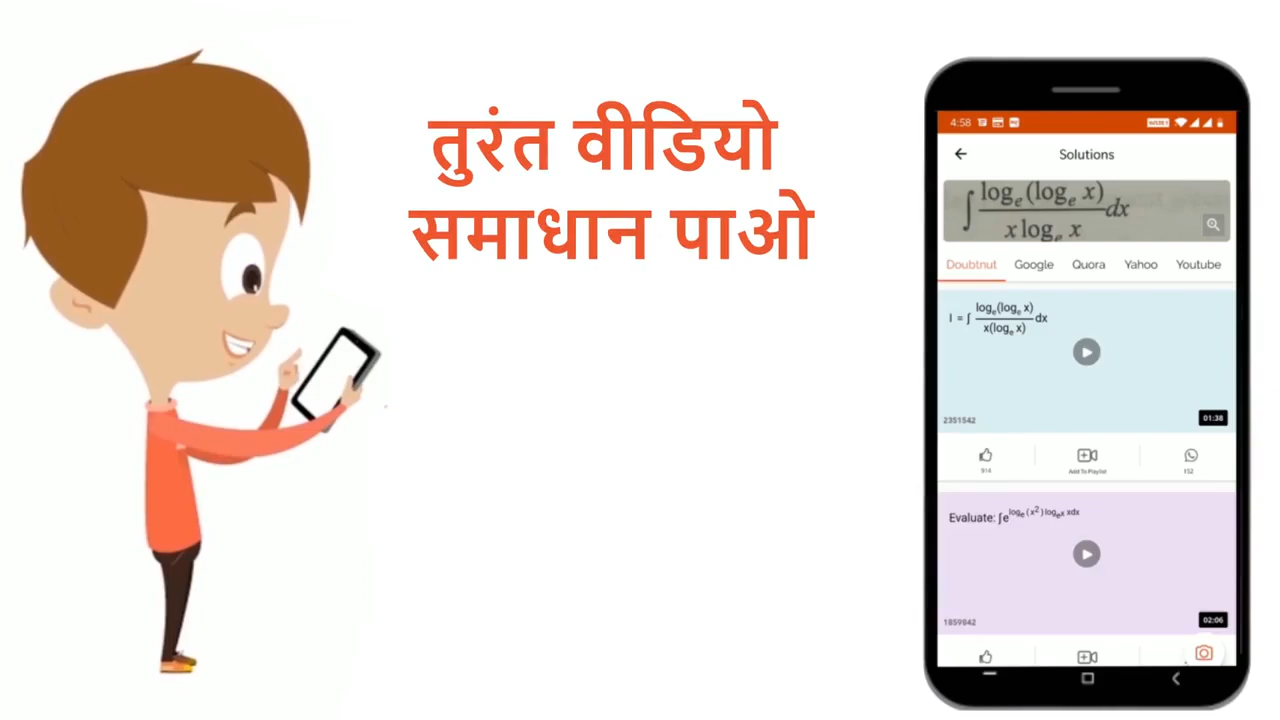 तुरंत वीडियो
समाधान पाओ
4:58
Solutions
∫ logₑ(logₑ x) / x logₑ x dx
Doubtnut Google Quora Yahoo Youtube
I = ∫ logₑ(logₑ x) / x(logₑ x) dx
2351542 01:38
914 Add To Playlist 152
Evaluate: ∫e^logₑ(x²) logₑx xdx
1859842 02:06